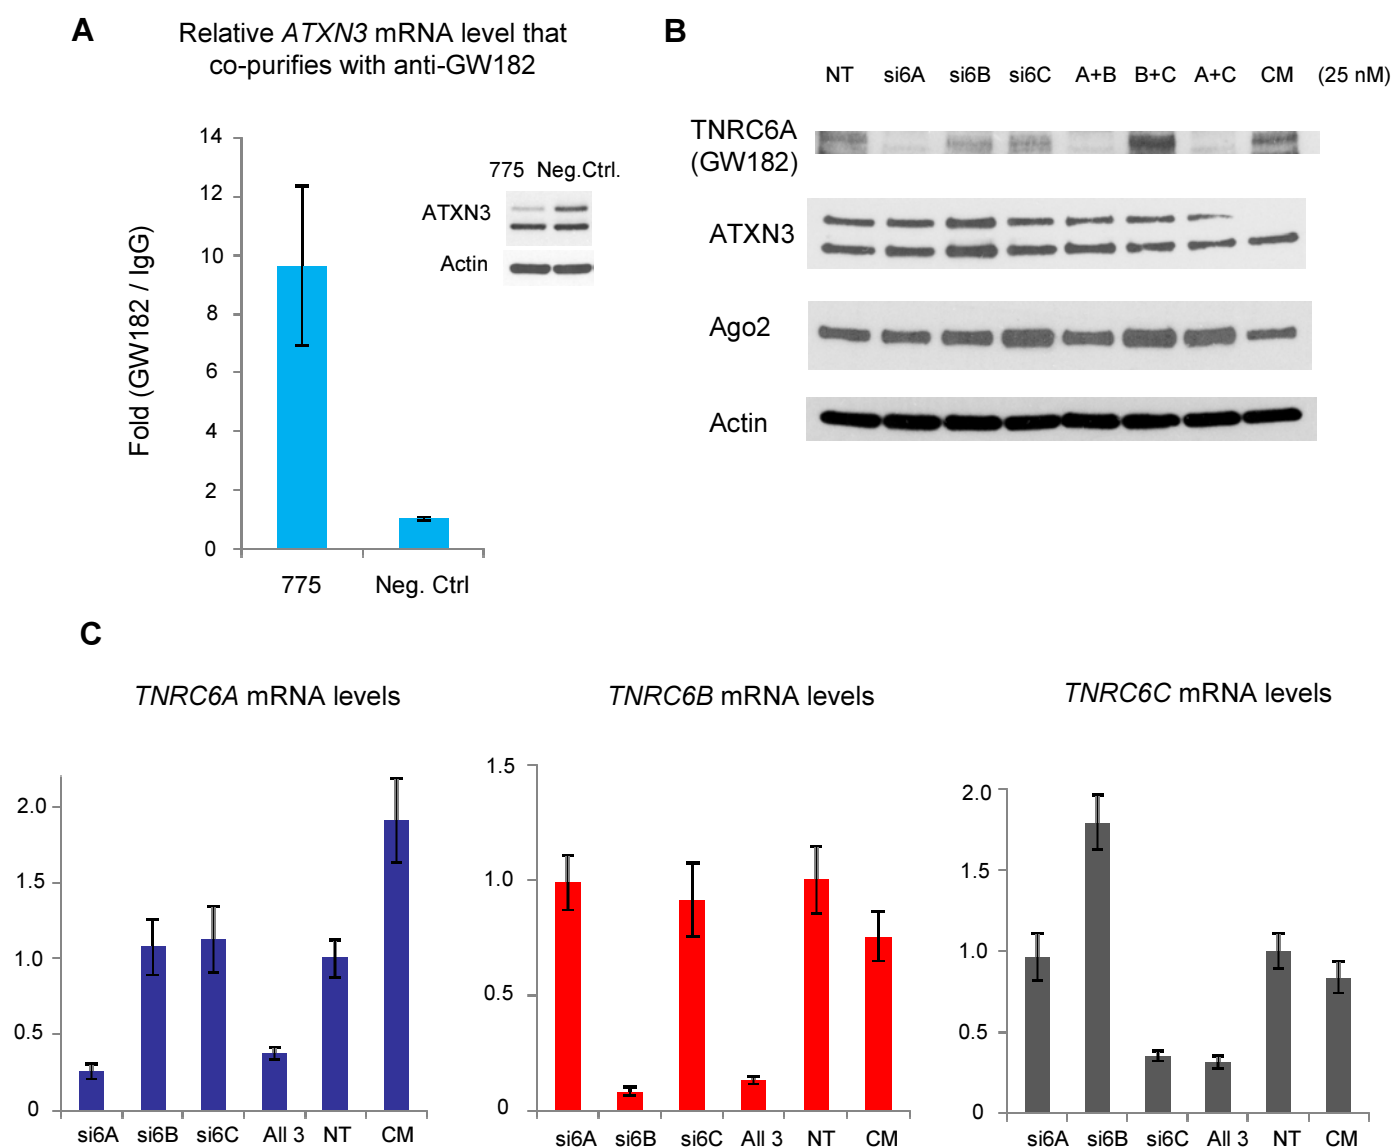 A
Relative ATXN3 mRNA level that
co-purifies with anti-GW182
Fold (GW182 / IgG)
14
12
10
8
6
4
2
0
775
Neg. Ctrl
775 Neg.Ctrl.
ATXN3
Actin
B
NT si6A si6B si6C A+B B+C A+C CM (25 nM)
TNRC6A
(GW182)
ATXN3
Ago2
Actin
C
TNRC6A mRNA levels
2.0
1.5
1.0
0.5
0
si6A si6B si6C All 3 NT CM
TNRC6B mRNA levels
1.5
1.0
0.5
0
si6A si6B si6C All 3 NT CM
TNRC6C mRNA levels
2.0
1.5
1.0
0.5
0
si6A si6B si6C All 3 NT CM